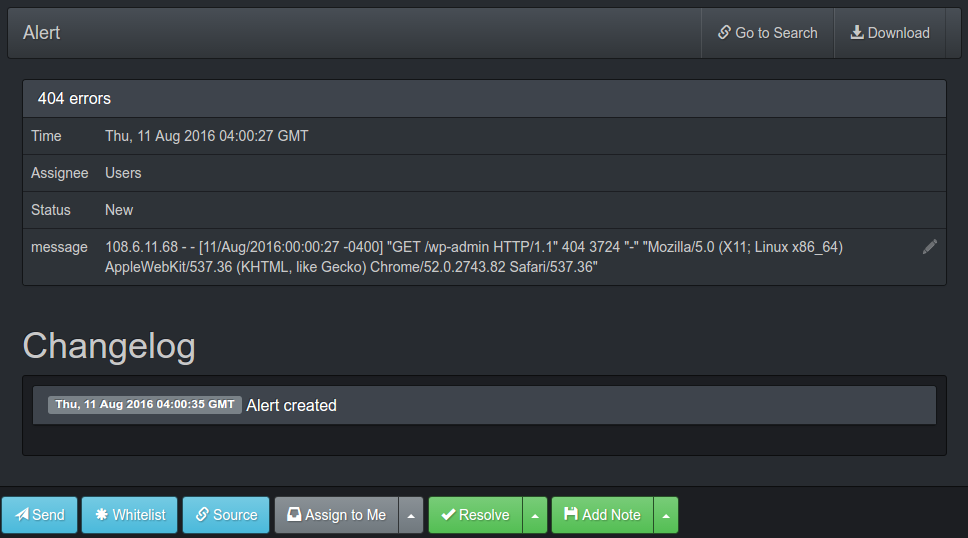 Alert
Go to Search
Download
404 errors
Time Thu, 11 Aug 2016 04:00:27 GMT
Assignee Users
Status New
message 108.6.11.68 - - [11/Aug/2016:00:00:27 -0400] "GET /wp-admin HTTP/1.1" 404 3724 "-" "Mozilla/5.0 (X11; Linux x86_64)
AppleWebKit/537.36 (KHTML, like Gecko) Chrome/52.0.2743.82 Safari/537.36"
Changelog
Thu, 11 Aug 2016 04:00:35 GMT Alert created
Send
Whitelist
Source
Assign to Me
Resolve
Add Note